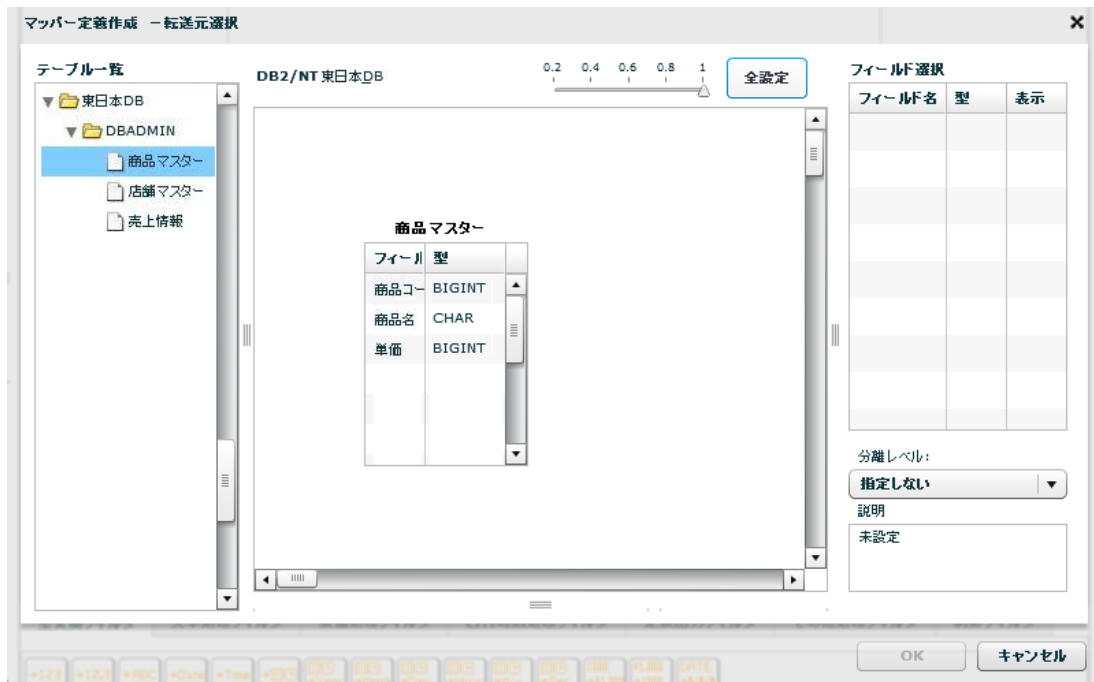 マッパー定義作成 －転送元選択
テーブル一覧
東日本DB
DBADMIN
商品マスター
店舗マスター
売上情報
DB2/NT 東日本DB
0.2 0.4 0.6 0.8 1
全設定
商品マスター
フィール 型
商品コー BIGINT
商品名 CHAR
単価 BIGINT
フィールド選択
フィールド名 型 表示
分離レベル:
指定しない
説明
未設定
OK キャンセル